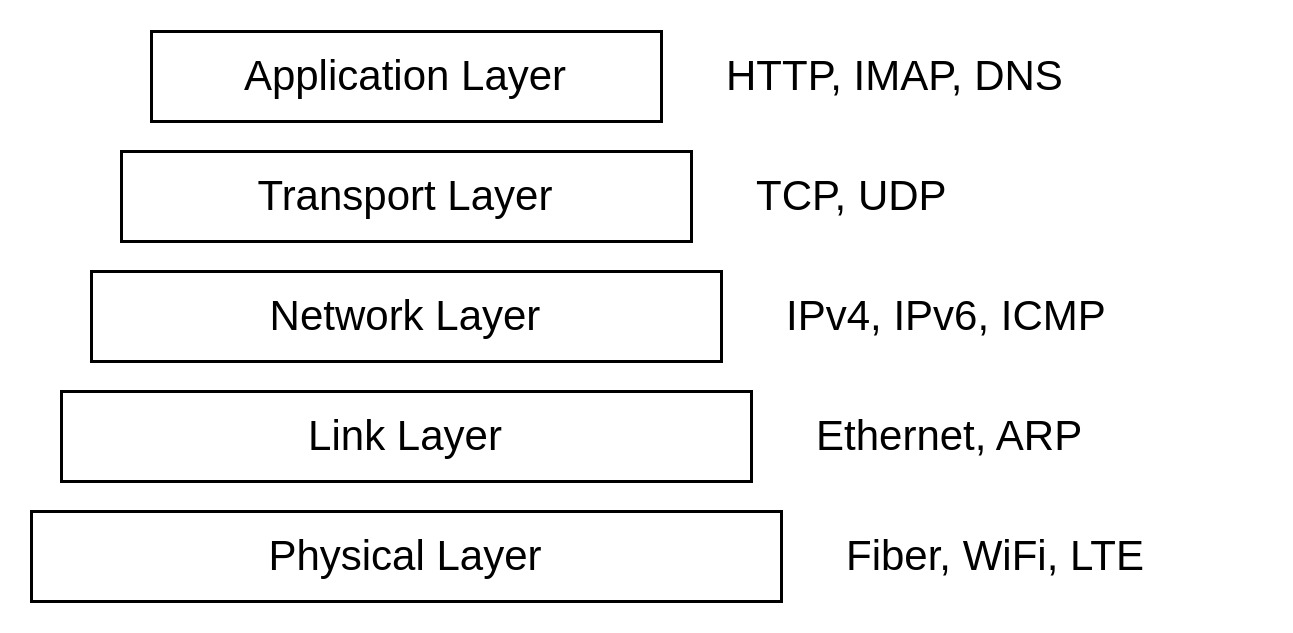 Application Layer HTTP, IMAP, DNS
Transport Layer TCP, UDP
Network Layer IPv4, IPv6, ICMP
Link Layer Ethernet, ARP
Physical Layer Fiber, WiFi, LTE